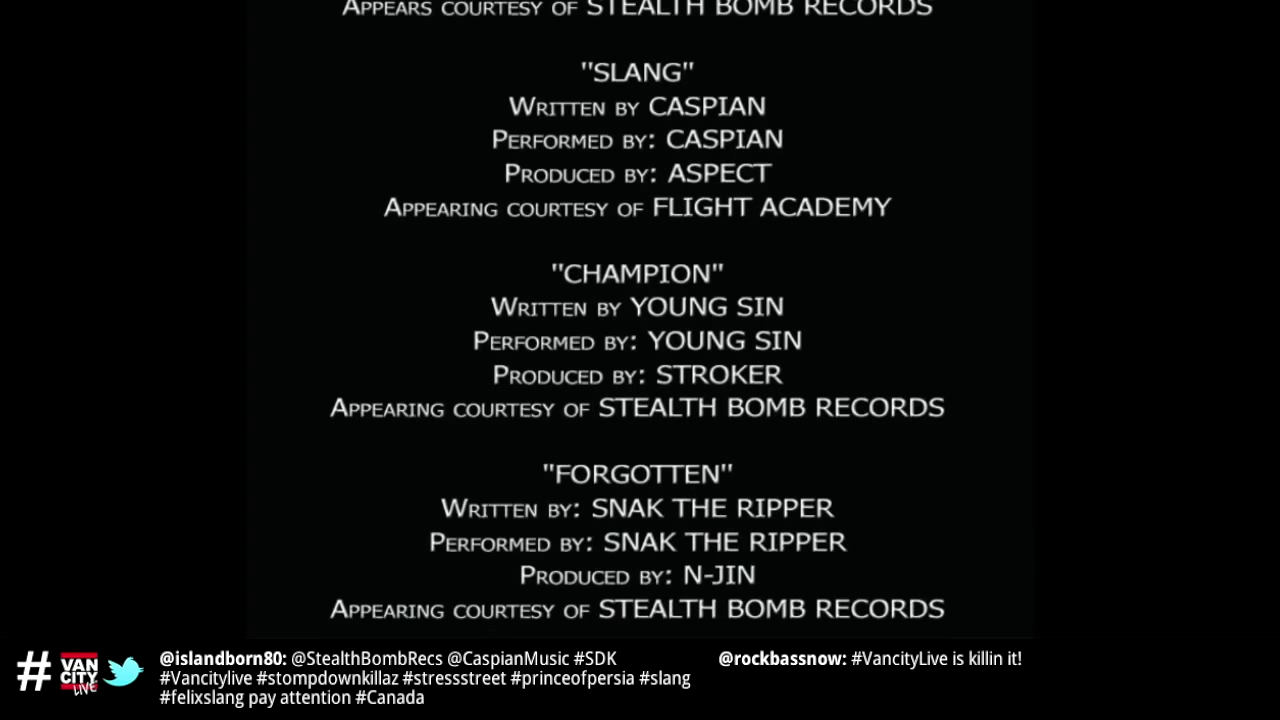 APPEARS COURTESY OF STEALTH BOMB RECORDS
"SLANG"
WRITTEN BY CASPIAN
PERFORMED BY: CASPIAN
PRODUCED BY: ASPECT
APPEARING COURTESY OF FLIGHT ACADEMY
"CHAMPION"
WRITTEN BY YOUNG SIN
PERFORMED BY: YOUNG SIN
PRODUCED BY: STROKER
APPEARING COURTESY OF STEALTH BOMB RECORDS
"FORGOTTEN"
WRITTEN BY: SNAK THE RIPPER
PERFORMED BY: SNAK THE RIPPER
PRODUCED BY: N-JIN
APPEARING COURTESY OF STEALTH BOMB RECORDS
#
VAN
CITY
LIVE
@islandborn80: @StealthBombRecs @CaspianMusic #SDK
#Vancitylive #stompdownkillaz #stressstreet #princeofpersia #slang
#felixslang pay attention #Canada
@rockbassnow: #VancityLive is killin it!